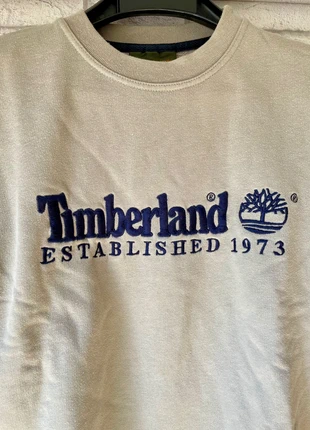 Timberland® ®
ESTABLISHED 1973